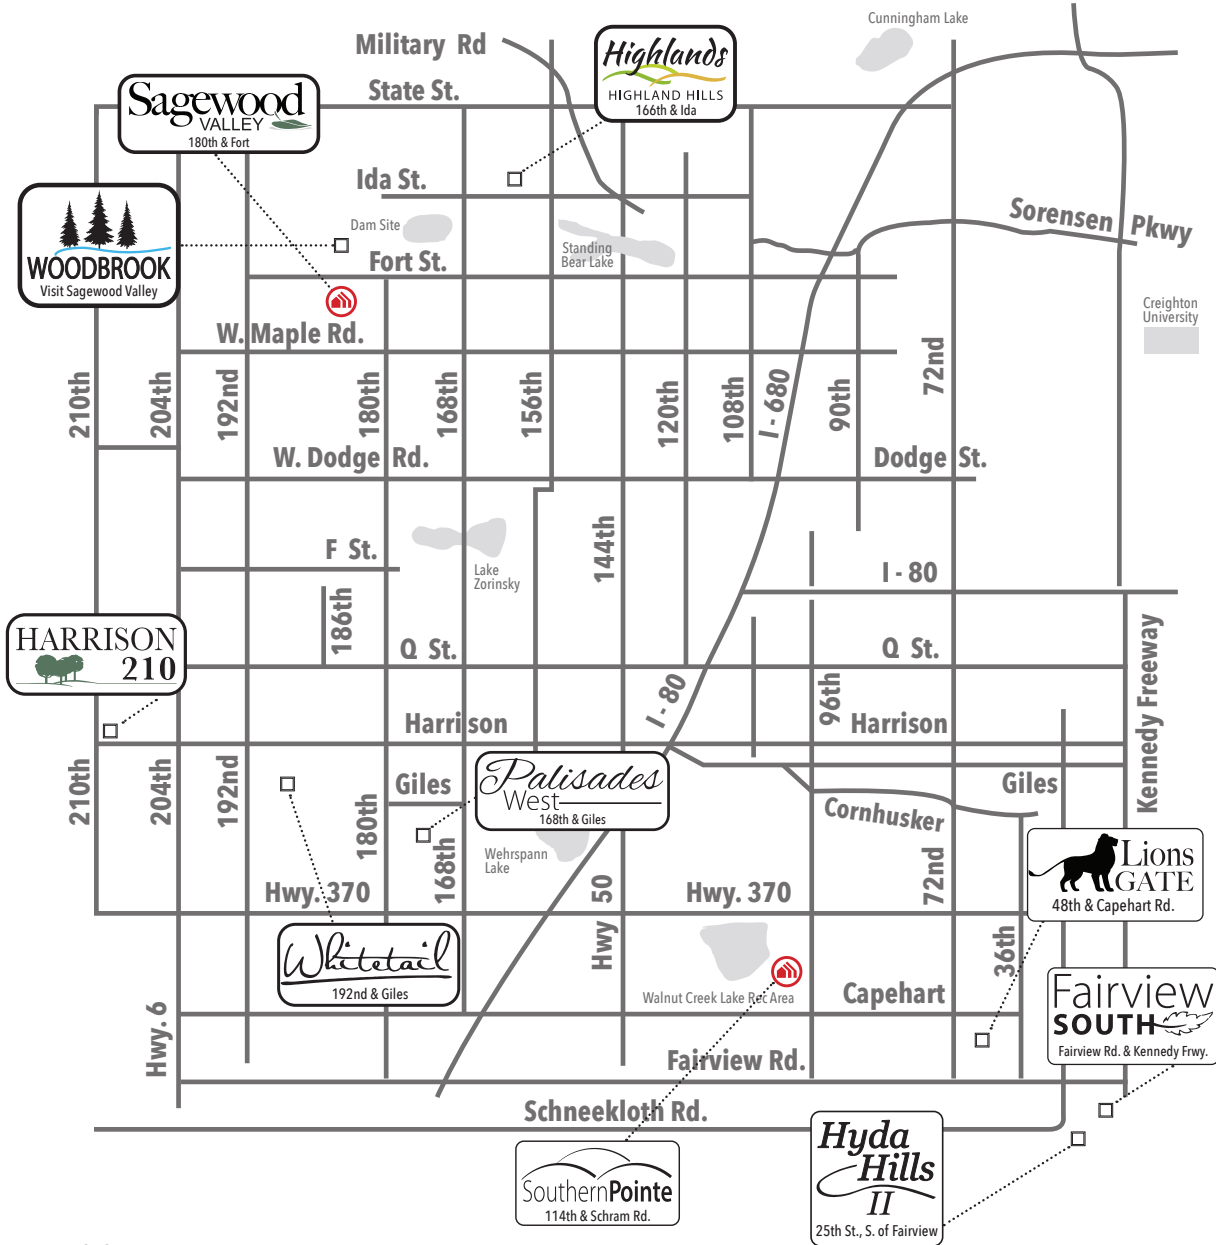 Cunningham Lake
Military Rd
Highlands
HIGHLAND HILLS
166th & Ida
State St.
Sagewood
VALLEY
180th & Fort
Ida St.
Dam Site
Sorensen Pkwy
Standing
Bear Lake
WOODBROOK
Visit Sagewood Valley
Fort St.
Creighton
University
W. Maple Rd.
210th
204th
192nd
180th
168th
156th
120th
108th
I - 680
90th
72nd
W. Dodge Rd.
Dodge St.
144th
F St.
Lake
Zorinsky
I - 80
186th
HARRISON
210
Q St.
Q St.
Kennedy Freeway
I - 80
96th
Harrison
Harrison
210th
204th
192nd
180th
Giles
Palisades
West
168th & Giles
Giles
Cornhusker
168th
Wehrspann
Lake
72nd
Lions
GATE
48th & Capehart Rd.
Hwy. 370
Hwy 50
Hwy. 370
36th
Whitetail
192nd & Giles
Walnut Creek Lake Rec Area
Capehart
Fairview
SOUTH
Fairview Rd. & Kennedy Frwy.
Hwy. 6
Fairview Rd.
Schneekloth Rd.
Hyda
Hills
II
25th St., S. of Fairview
SouthernPointe
114th & Schram Rd.